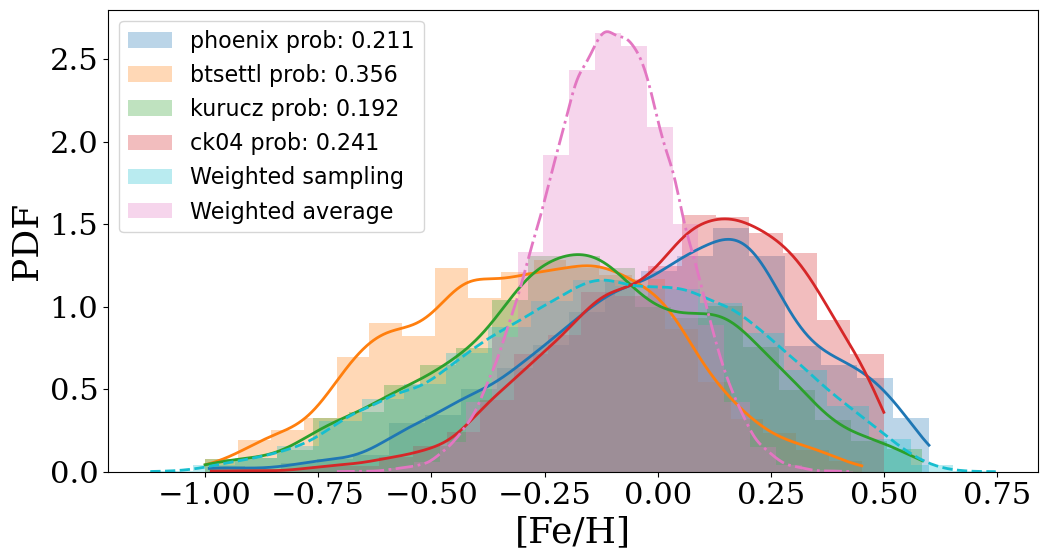 phoenix prob: 0.211
btsettl prob: 0.356
kurucz prob: 0.192
ck04 prob: 0.241
Weighted sampling
Weighted average
PDF
2.5
2.0
1.5
1.0
0.5
0.0
−1.00 −0.75 −0.50 −0.25 0.00 0.25 0.50 0.75
[Fe/H]